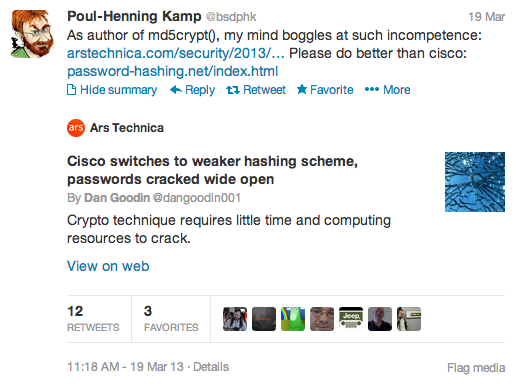 Poul-Henning Kamp @bsdphk 19 Mar
As author of md5crypt(), my mind boggles at such incompetence:
arstechnica.com/security/2013/… Please do better than cisco:
password-hashing.net/index.html
Hide summary Reply Retweet Favorite ••• More
ars Ars Technica
Cisco switches to weaker hashing scheme,
passwords cracked wide open
By Dan Goodin @dangoodin001
Crypto technique requires little time and computing
resources to crack.
View on web
12 3
RETWEETS FAVORITES
Jeep
11:18 AM - 19 Mar 13 · Details Flag media